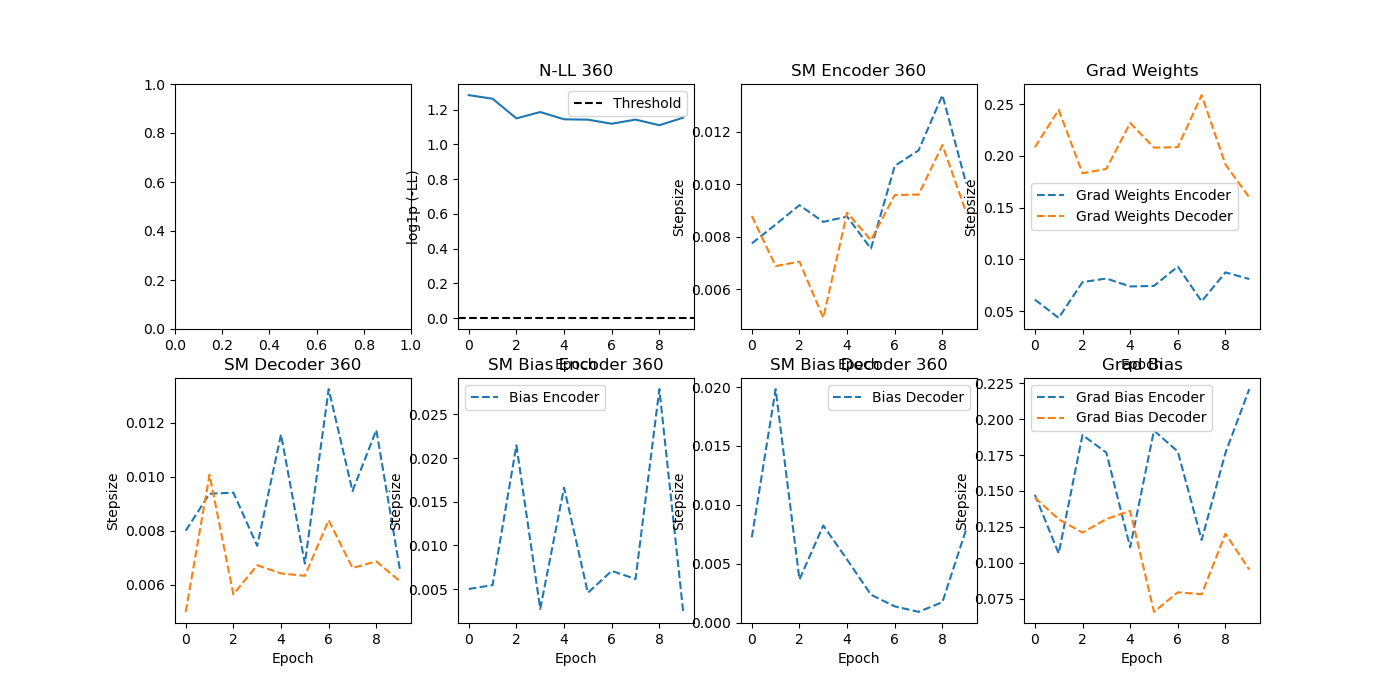 N-LL 360
SM Encoder 360
Grad Weights
1.0
0.8
0.6
0.4
0.2
0.0
0.0 0.2 0.4 0.6 0.8 1.0
log1p (-LL)
1.2
1.0
0.8
0.6
0.4
0.2
0.0
Threshold
0 2 4 6 8
Epoch
Stepsize
0.012
0.010
0.008
0.006
0 2 4 6 8
Epoch
Stepsize
0.25
0.20
0.15
0.10
0.05
Grad Weights Encoder
Grad Weights Decoder
0 2 4 6 8
Epoch
SM Decoder 360
SM Bias Encoder 360
SM Bias Decoder 360
Grad Bias
Stepsize
0.012
0.010
0.008
0.006
0 2 4 6 8
Epoch
Stepsize
0.025
0.020
0.015
0.010
0.005
Bias Encoder
0 2 4 6 8
Epoch
Stepsize
0.020
0.015
0.010
0.005
0.000
Bias Decoder
0 2 4 6 8
Epoch
Stepsize
0.225
0.200
0.175
0.150
0.125
0.100
0.075
Grad Bias Encoder
Grad Bias Decoder
0 2 4 6 8
Epoch